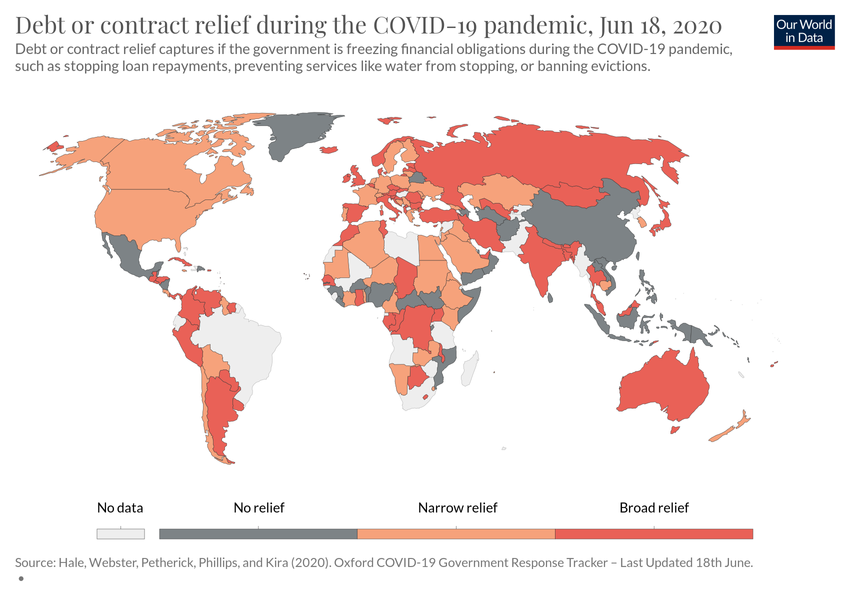 Debt or contract relief during the COVID-19 pandemic, Jun 18, 2020
Our World
in Data
Debt or contract relief captures if the government is freezing financial obligations during the COVID-19 pandemic,
such as stopping loan repayments, preventing services like water from stopping, or banning evictions.
No data
No relief
Narrow relief
Broad relief
Source: Hale, Webster, Petherick, Phillips, and Kira (2020). Oxford COVID-19 Government Response Tracker – Last Updated 18th June.